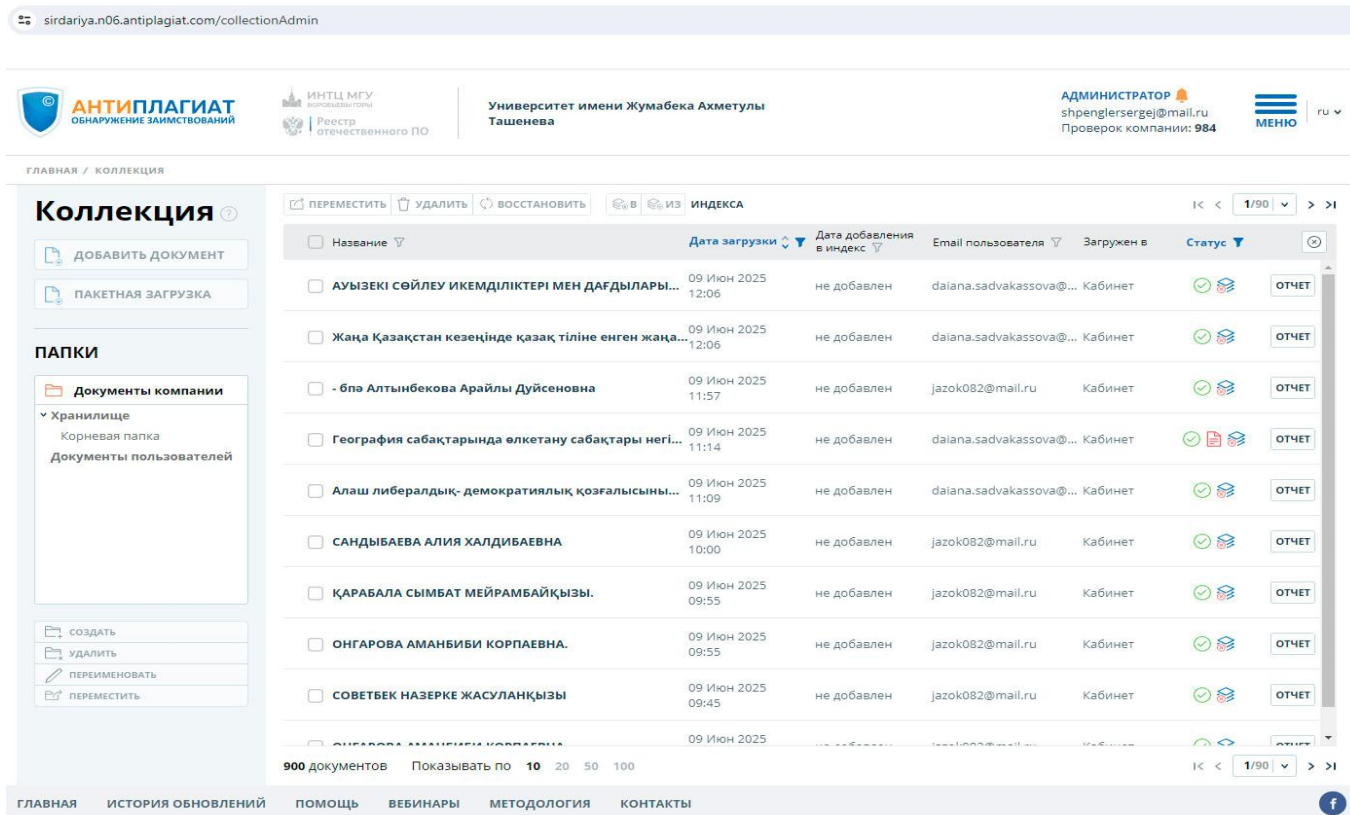 sirdariya.n06.antiplagiat.com/collectionAdmin
АНТИПЛАГИАТ
ОБНАРУЖЕНИЕ ЗАИМСТВОВАНИЙ
ИНТЦ МГУ
ВОРОБЬЕВЫ ГОРЫ
Реестр
отечественного ПО
Университет имени Жумабека Ахметулы
Ташенева
АДМИНИСТРАТОР
shpenglersergej@mail.ru
Проверок компании: 984
МЕНЮ
ru
ГЛАВНАЯ / КОЛЛЕКЦИЯ
Коллекция ?
ДОБАВИТЬ ДОКУМЕНТ
ПАКЕТНАЯ ЗАГРУЗКА
ПАПКИ
Документы компании
Хранилище
Корневая папка
Документы пользователей
СОЗДАТЬ
УДАЛИТЬ
ПЕРЕИМЕНОВАТЬ
ПЕРЕМЕСТИТЬ
ПЕРЕМЕСТИТЬ УДАЛИТЬ ВОССТАНОВИТЬ В ИЗ ИНДЕКСА 1/90
Название Дата загрузки Дата добавления в индекс Email пользователя Загружен в Статус
АУЫЗЕКІ СӨЙЛЕУ ИКЕМДІЛІКТЕРІ МЕН ДАҒДЫЛАРЫ... 09 Июн 2025 12:06 не добавлен daiana.sadvakassova@... Кабинет ОТЧЕТ
Жаңа Қазақстан кезеңінде қазақ тіліне енген жаңа... 09 Июн 2025 12:06 не добавлен daiana.sadvakassova@... Кабинет ОТЧЕТ
- бпә Алтынбекова Арайлы Дуйсеновна 09 Июн 2025 11:57 не добавлен jazok082@mail.ru Кабинет ОТЧЕТ
География сабақтарында өлкетану сабақтары негі... 09 Июн 2025 11:14 не добавлен daiana.sadvakassova@... Кабинет ОТЧЕТ
Алаш либералдық- демократиялық қозғалысыны... 09 Июн 2025 11:09 не добавлен daiana.sadvakassova@... Кабинет ОТЧЕТ
САНДЫБАЕВА АЛИЯ ХАЛДИБАЕВНА 09 Июн 2025 10:00 не добавлен jazok082@mail.ru Кабинет ОТЧЕТ
ҚАРАБАЛА СЫМБАТ МЕЙРАМБАЙҚЫЗЫ. 09 Июн 2025 09:55 не добавлен jazok082@mail.ru Кабинет ОТЧЕТ
ОНГАРОВА АМАНБИБИ КОРПАЕВНА. 09 Июн 2025 09:55 не добавлен jazok082@mail.ru Кабинет ОТЧЕТ
СОВЕТБЕК НАЗЕРКЕ ЖАСУЛАНҚЫЗЫ 09 Июн 2025 09:45 не добавлен jazok082@mail.ru Кабинет ОТЧЕТ
09 Июн 2025
900 документов Показывать по 10 20 50 100 1/90
ГЛАВНАЯ ИСТОРИЯ ОБНОВЛЕНИЙ ПОМОЩЬ ВЕБИНАРЫ МЕТОДОЛОГИЯ КОНТАКТЫ